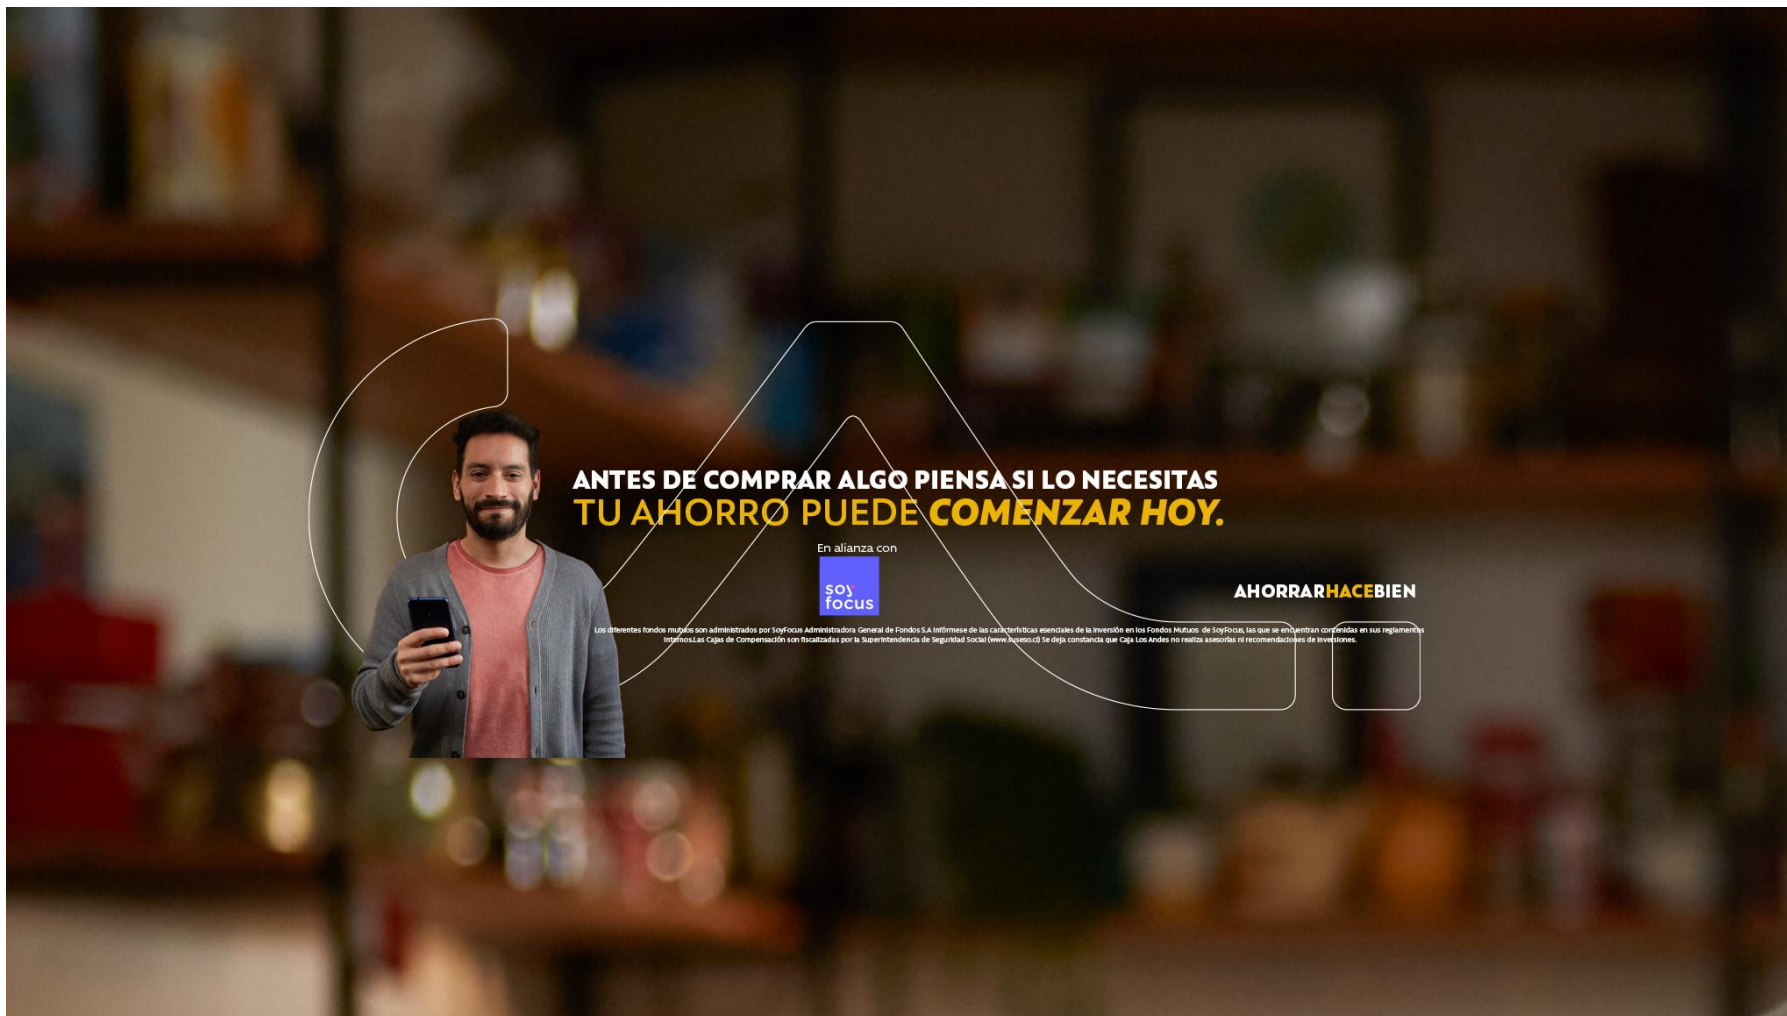 ANTES DE COMPRAR ALGO PIENSA SI LO NECESITAS
TU AHORRO PUEDE COMENZAR HOY.
En alianza con
soy
focus
AHORRARHACEBIEN
Los diferentes fondos mutuos son administrados por SoyFocus Administradora General de Fondos S.A Infórmese de las características esenciales de la inversión en los Fondos Mutuos de SoyFocus, las que se encuentran contenidas en sus reglamentos
internos.Las Cajas de Compensación son fiscalizadas por la Superintendencia de Seguridad Social (www.suseso.cl) Se deja constancia que Caja Los Andes no realiza asesorías ni recomendaciones de inversiones.